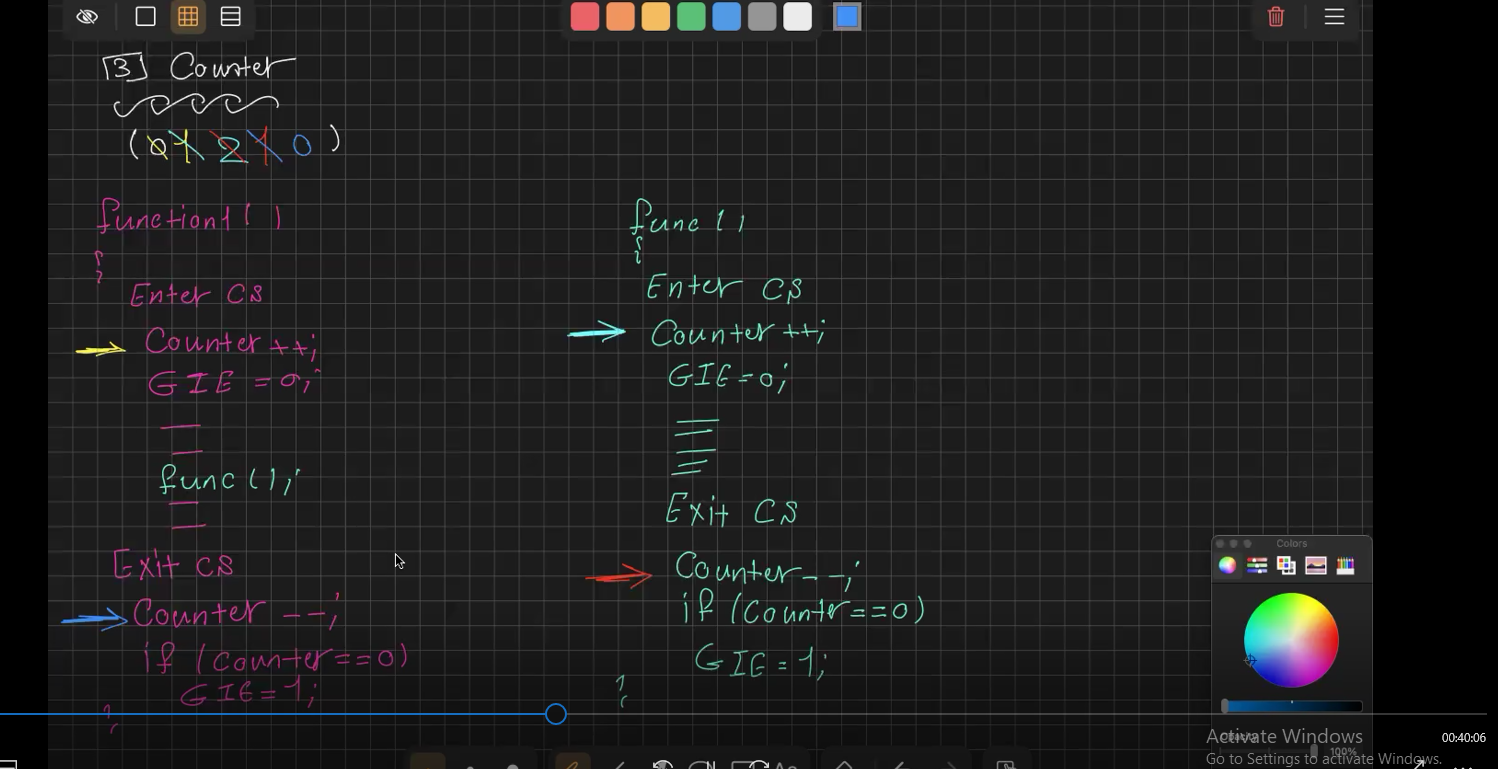 [3] Counter
(0 1 2 1 0)
function1( )
{
Enter CS
Counter ++;
GIE = 0;
func();
Exit CS
Counter --;
if (Counter==0)
GIE=1;
}
func()
{
Enter CS
Counter ++;
GIE=0;
Exit CS
Counter --;
if (Counter==0)
GIE=1;
}
Colors
Opacity
100%
Activate Windows
Go to Settings to activate Windows.
00:40:06